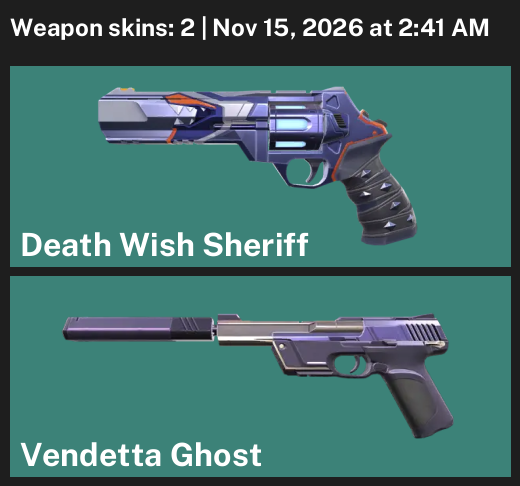 Weapon skins: 2 | Nov 15, 2026 at 2:41 AM
Death Wish Sheriff
Vendetta Ghost